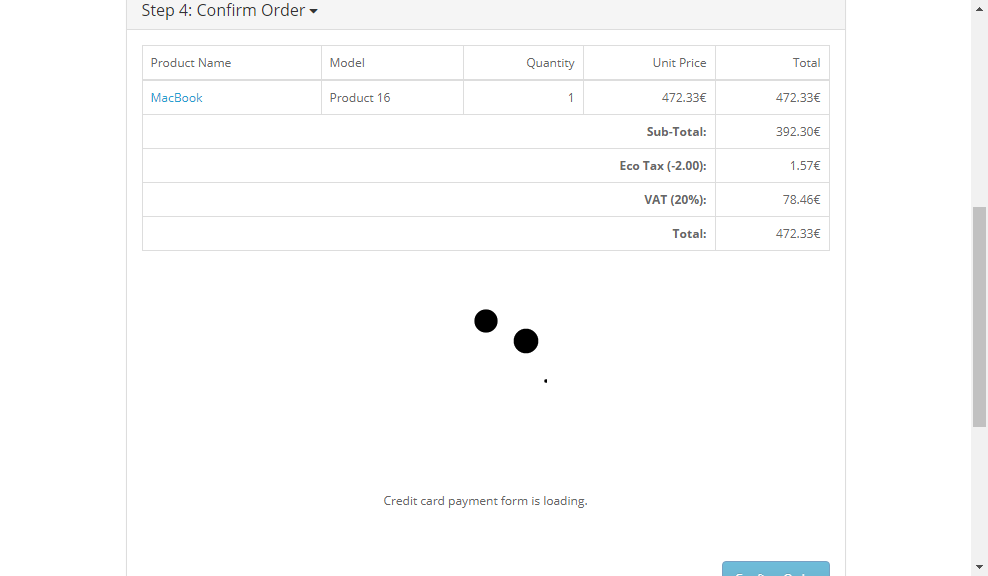 Step 4: Confirm Order
Product Name Model Quantity Unit Price Total
MacBook Product 16 1 472.33€ 472.33€
Sub-Total: 392.30€
Eco Tax (-2.00): 1.57€
VAT (20%): 78.46€
Total: 472.33€
Credit card payment form is loading.